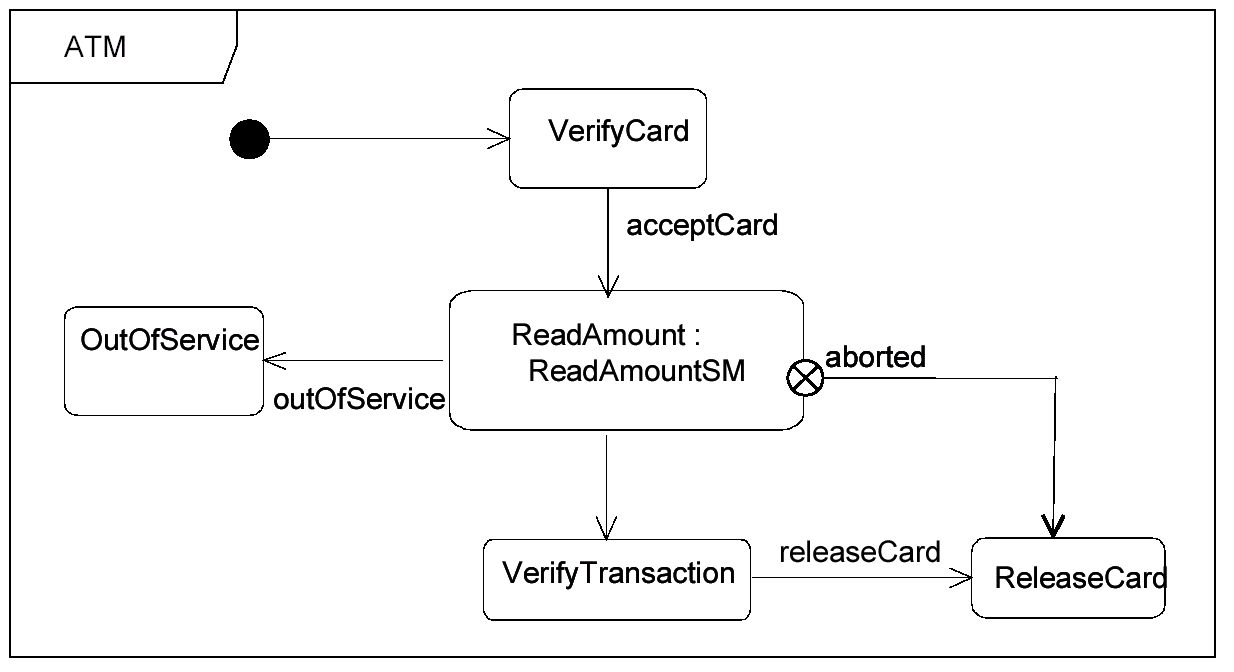 ATM
VerifyCard
acceptCard
OutOfService
ReadAmount :
ReadAmountSM
aborted
outOfService
VerifyTransaction
releaseCard
ReleaseCard